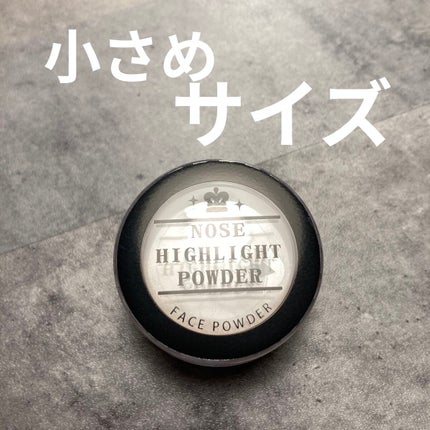 小さめ
サイズ
NOSE
HIGHLIGHT
POWDER
FACE POWDER